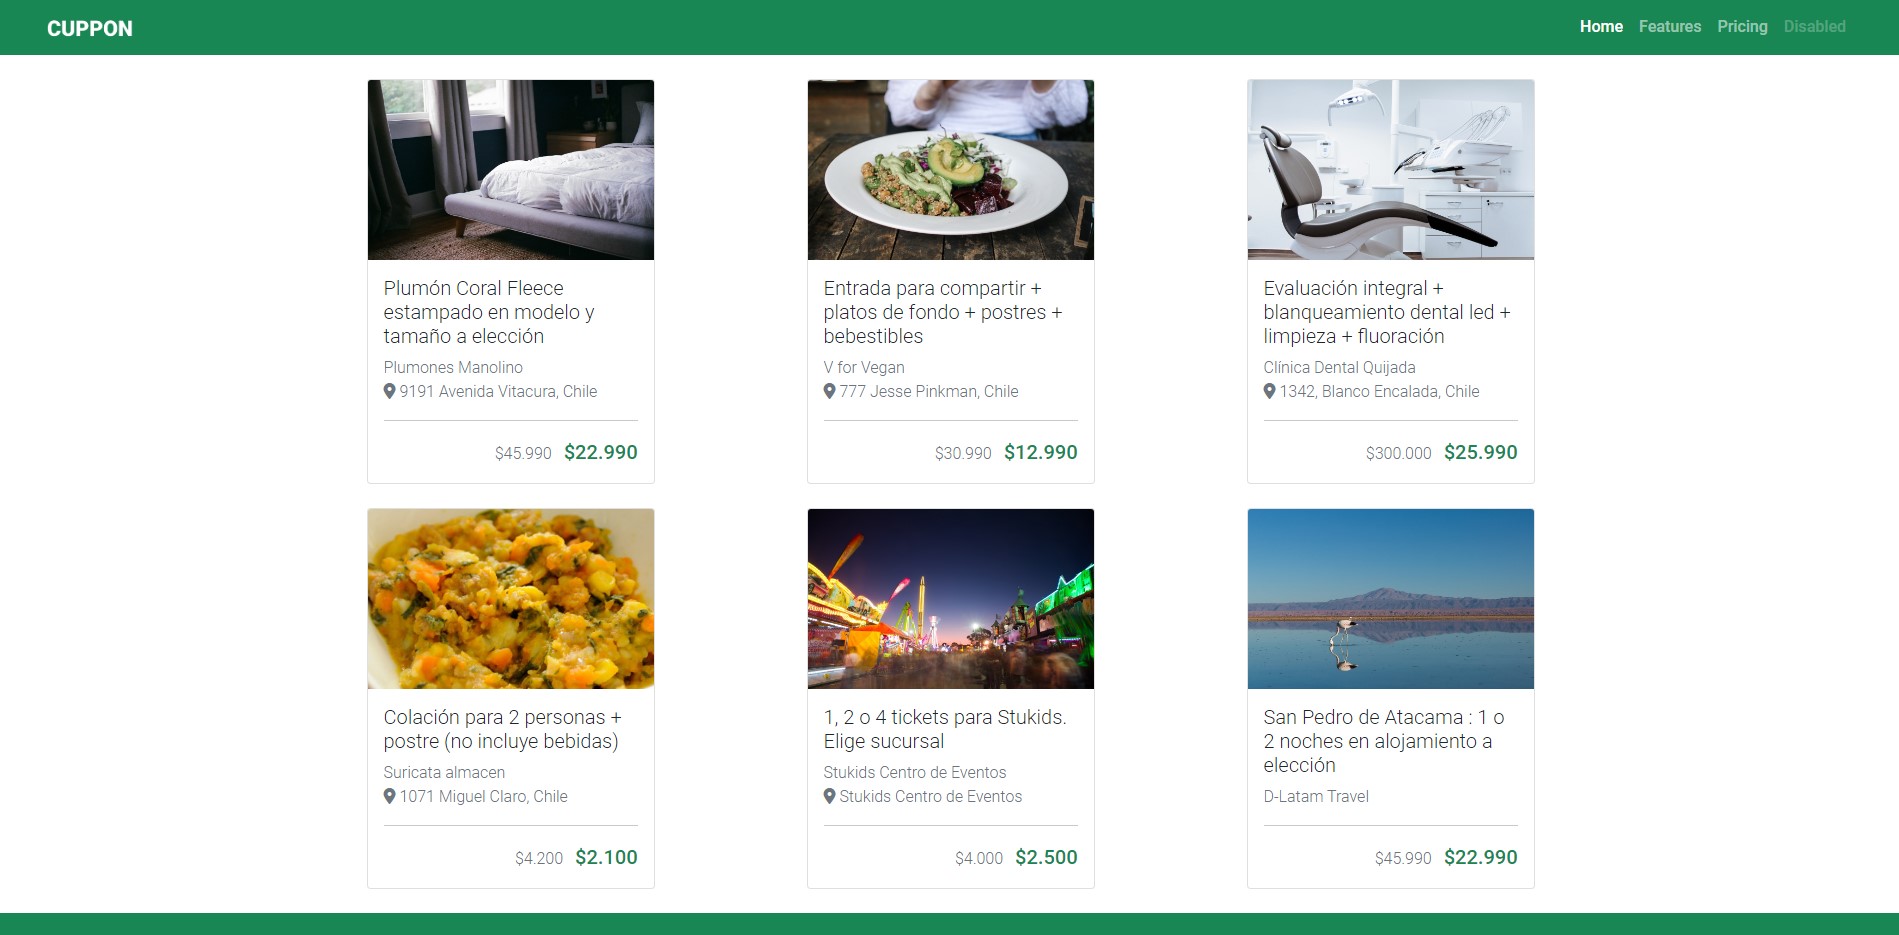 CUPPON
Home Features Pricing Disabled
Plumón Coral Fleece
estampado en modelo y
tamaño a elección
Plumones Manolino
9191 Avenida Vitacura, Chile
$45.990 $22.990
Entrada para compartir +
platos de fondo + postres +
bebestibles
V for Vegan
777 Jesse Pinkman, Chile
$30.990 $12.990
Evaluación integral +
blanqueamiento dental led +
limpieza + fluoración
Clínica Dental Quijada
1342, Blanco Encalada, Chile
$300.000 $25.990
Colación para 2 personas +
postre (no incluye bebidas)
Suricata almacen
1071 Miguel Claro, Chile
$4.200 $2.100
1, 2 o 4 tickets para Stukids.
Elige sucursal
Stukids Centro de Eventos
Stukids Centro de Eventos
$4.000 $2.500
San Pedro de Atacama : 1 o
2 noches en alojamiento a
elección
D-Latam Travel
$45.990 $22.990